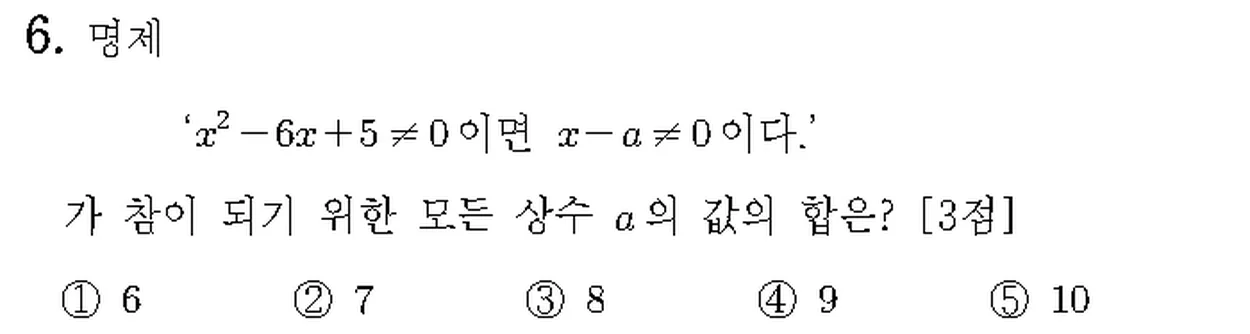 6. 명제
‘x² − 6x + 5 ≠ 0 이면 x − a ≠ 0 이다.’
가 참이 되기 위한 모든 상수 a의 값의 합은? [3점]
① 6 ② 7 ③ 8 ④ 9 ⑤ 10